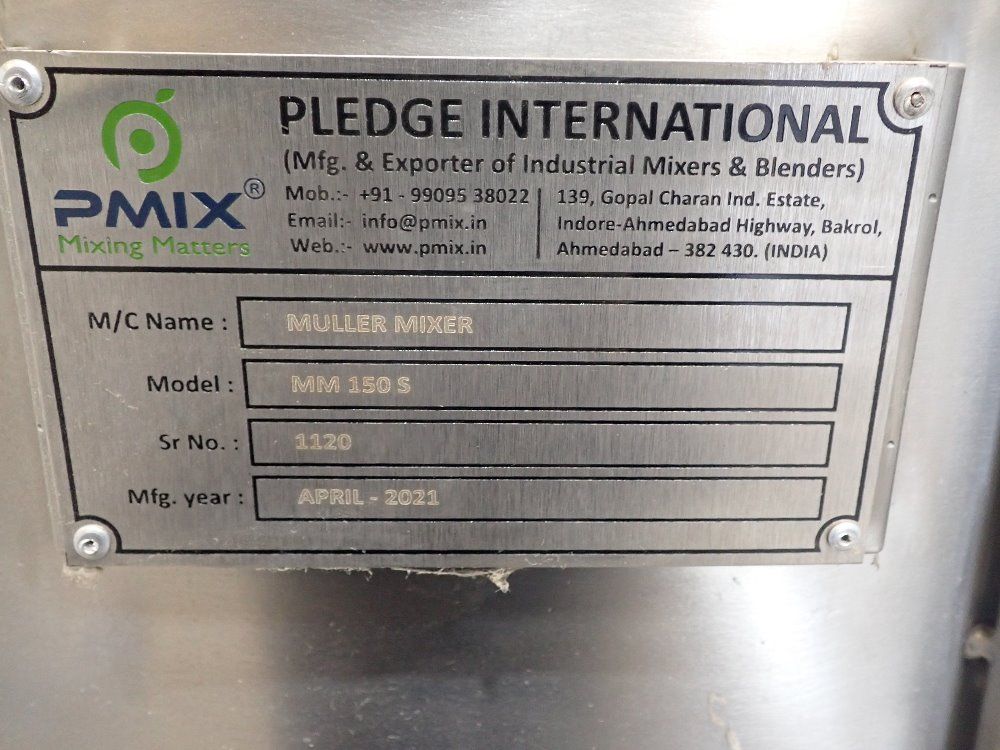 PMIX®
Mixing Matters
PLEDGE INTERNATIONAL
(Mfg. & Exporter of Industrial Mixers & Blenders)
Mob.:- +91 - 99095 38022
Email:- info@pmix.in
Web.:- www.pmix.in
139, Gopal Charan Ind. Estate,
Indore-Ahmedabad Highway, Bakrol,
Ahmedabad – 382 430. (INDIA)
M/C Name : MULLER MIXER
Model : MM 150 S
Sr No. : 1120
Mfg. year : APRIL - 2021